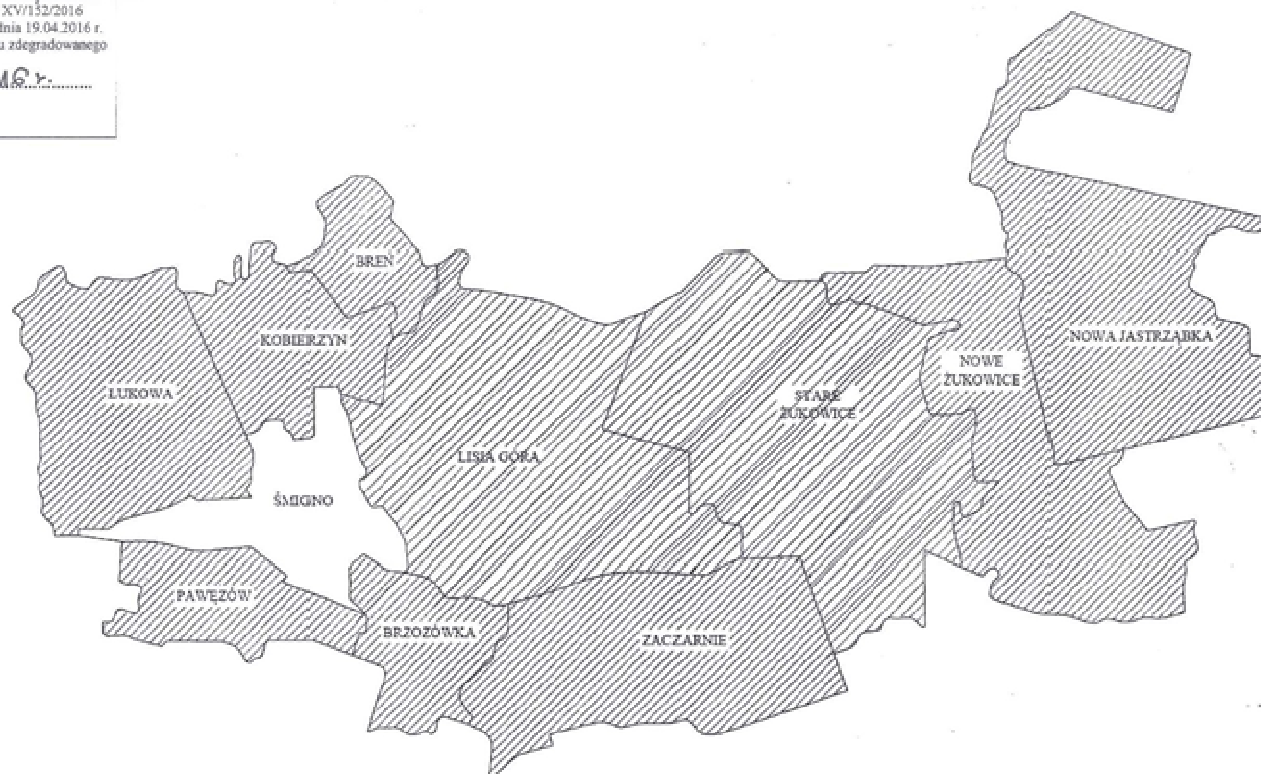 XV/132/2016
dnia 19.04.2016 r.
u zdegradowanego
BREŃ
KOBIERZYN
NOWA JASTRZĄBKA
NOWE
ŻUKOWICE
ŁUKOWA
STARE
ŻUKOWICE
LISIA GÓRA
ŚMIGNO
PAWĘZÓW
BRZOZÓWKA
ZACZARNIE